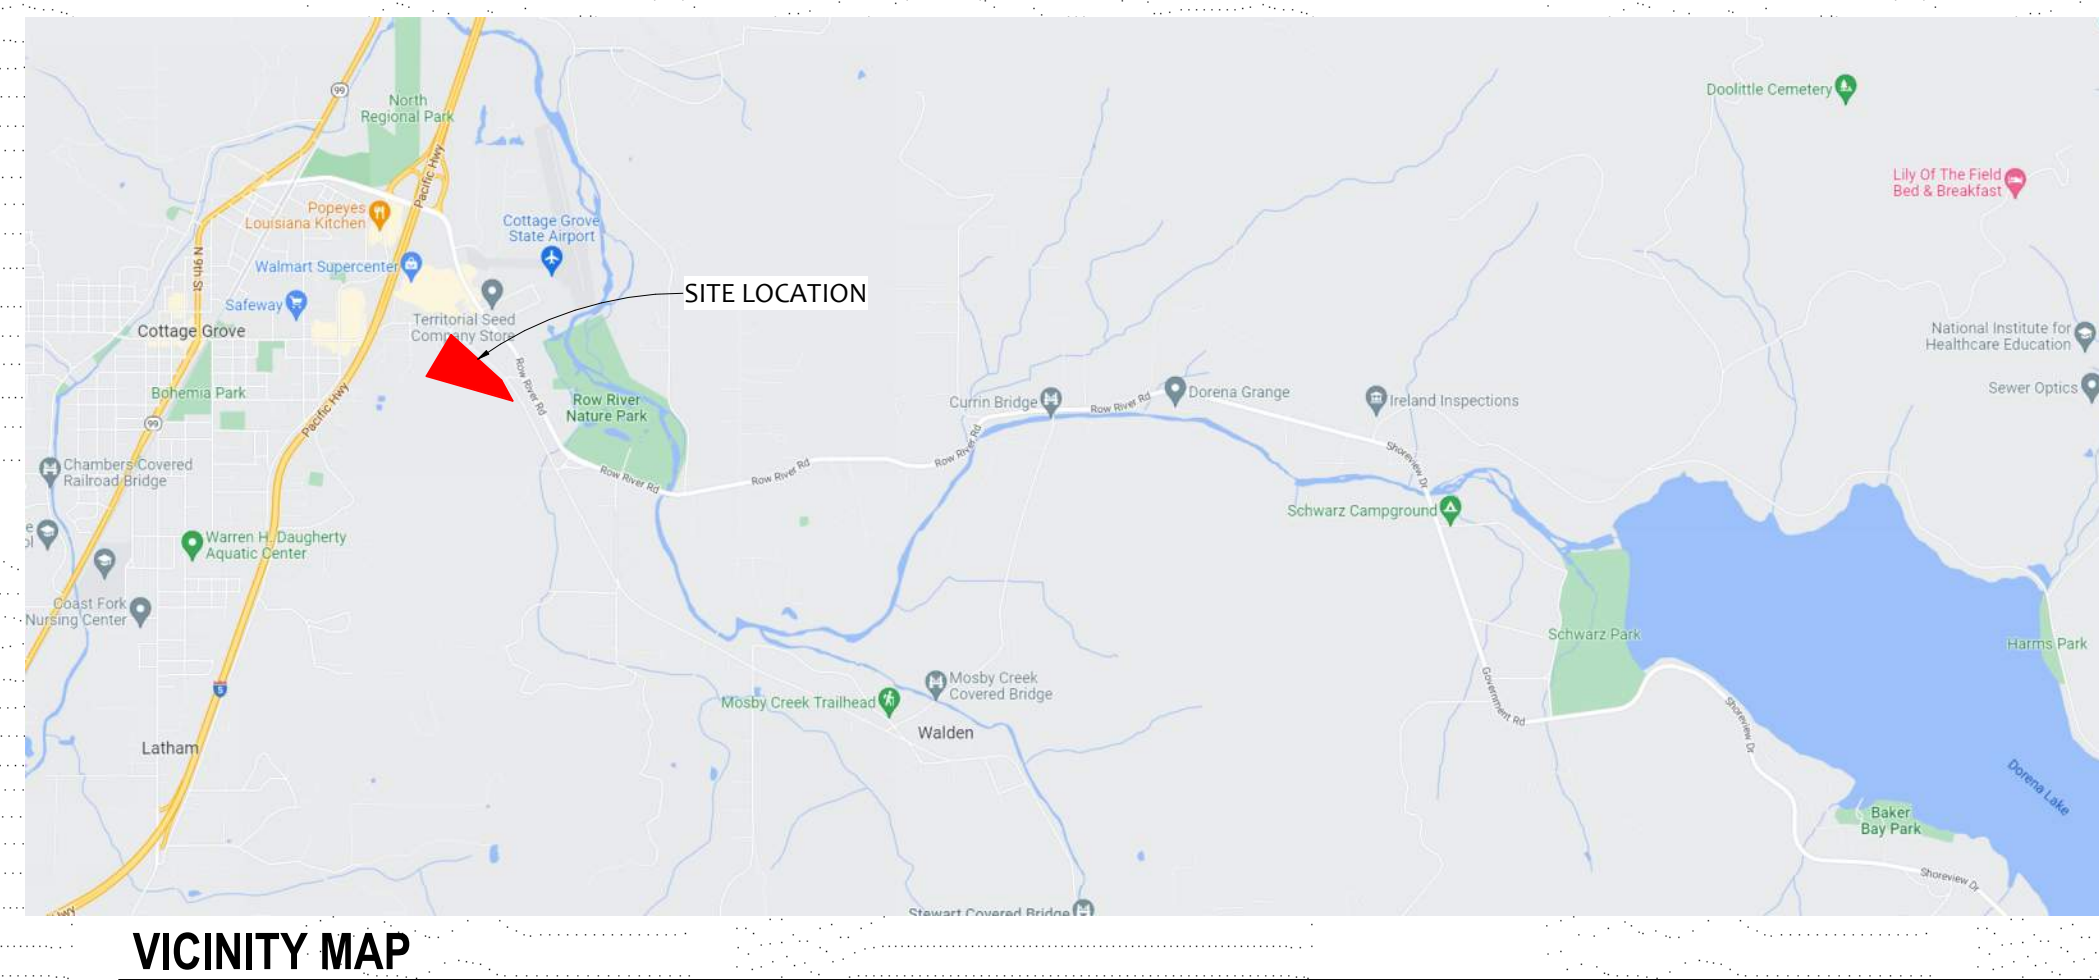 Doolittle Cemetery
99
North
Regional Park
Pacific Hwy
Lily Of The Field
Bed & Breakfast
Popeyes
Louisiana Kitchen
Cottage Grove
State Airport
N 9th St
Walmart Supercenter
SITE LOCATION
Safeway
Territorial Seed
Company Store
Cottage Grove
National Institute for
Healthcare Education
Row River Rd
Bohemia Park
Row River
Nature Park
Currin Bridge
Row River Rd
Dorena Grange
Ireland Inspections
Sewer Optics
Pacific Hwy
99
Row River Rd
Shoreview Dr
Chambers Covered
Railroad Bridge
Row River Rd
Row River Rd
Schwarz Campground
Warren H. Daugherty
Aquatic Center
Coast Fork
Nursing Center
Schwarz Park
Harms Park
5
Mosby Creek
Covered Bridge
Mosby Creek Trailhead
Government Rd
Walden
Shoreview Dr
Latham
Dorena Lake
Baker
Bay Park
Shoreview Dr
Stewart Covered Bridge
VICINITY MAP